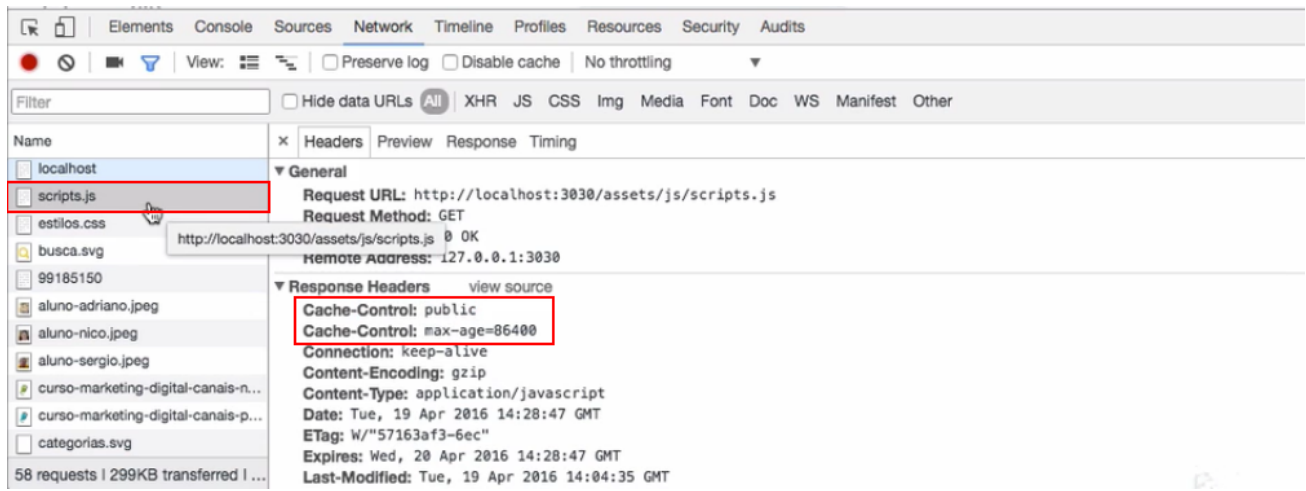 Elements Console Sources Network Timeline Profiles Resources Security Audits
View: Preserve log Disable cache No throttling
Filter Hide data URLs All XHR JS CSS Img Media Font Doc WS Manifest Other
Name
localhost
scripts.js
estilos.css
busca.svg
99185150
aluno-adriano.jpeg
aluno-nico.jpeg
aluno-sergio.jpeg
curso-marketing-digital-canais-n...
curso-marketing-digital-canais-p...
categorias.svg
58 requests | 299KB transferred | ...
× Headers Preview Response Timing
General
Request URL: http://localhost:3030/assets/js/scripts.js
Request Method: GET
http://localhost:3030/assets/js/scripts.js
0 OK
Remote Address: 127.0.0.1:3030
Response Headers view source
Cache-Control: public
Cache-Control: max-age=86400
Connection: keep-alive
Content-Encoding: gzip
Content-Type: application/javascript
Date: Tue, 19 Apr 2016 14:28:47 GMT
ETag: W/"57163af3-6ec"
Expires: Wed, 20 Apr 2016 14:28:47 GMT
Last-Modified: Tue, 19 Apr 2016 14:04:35 GMT